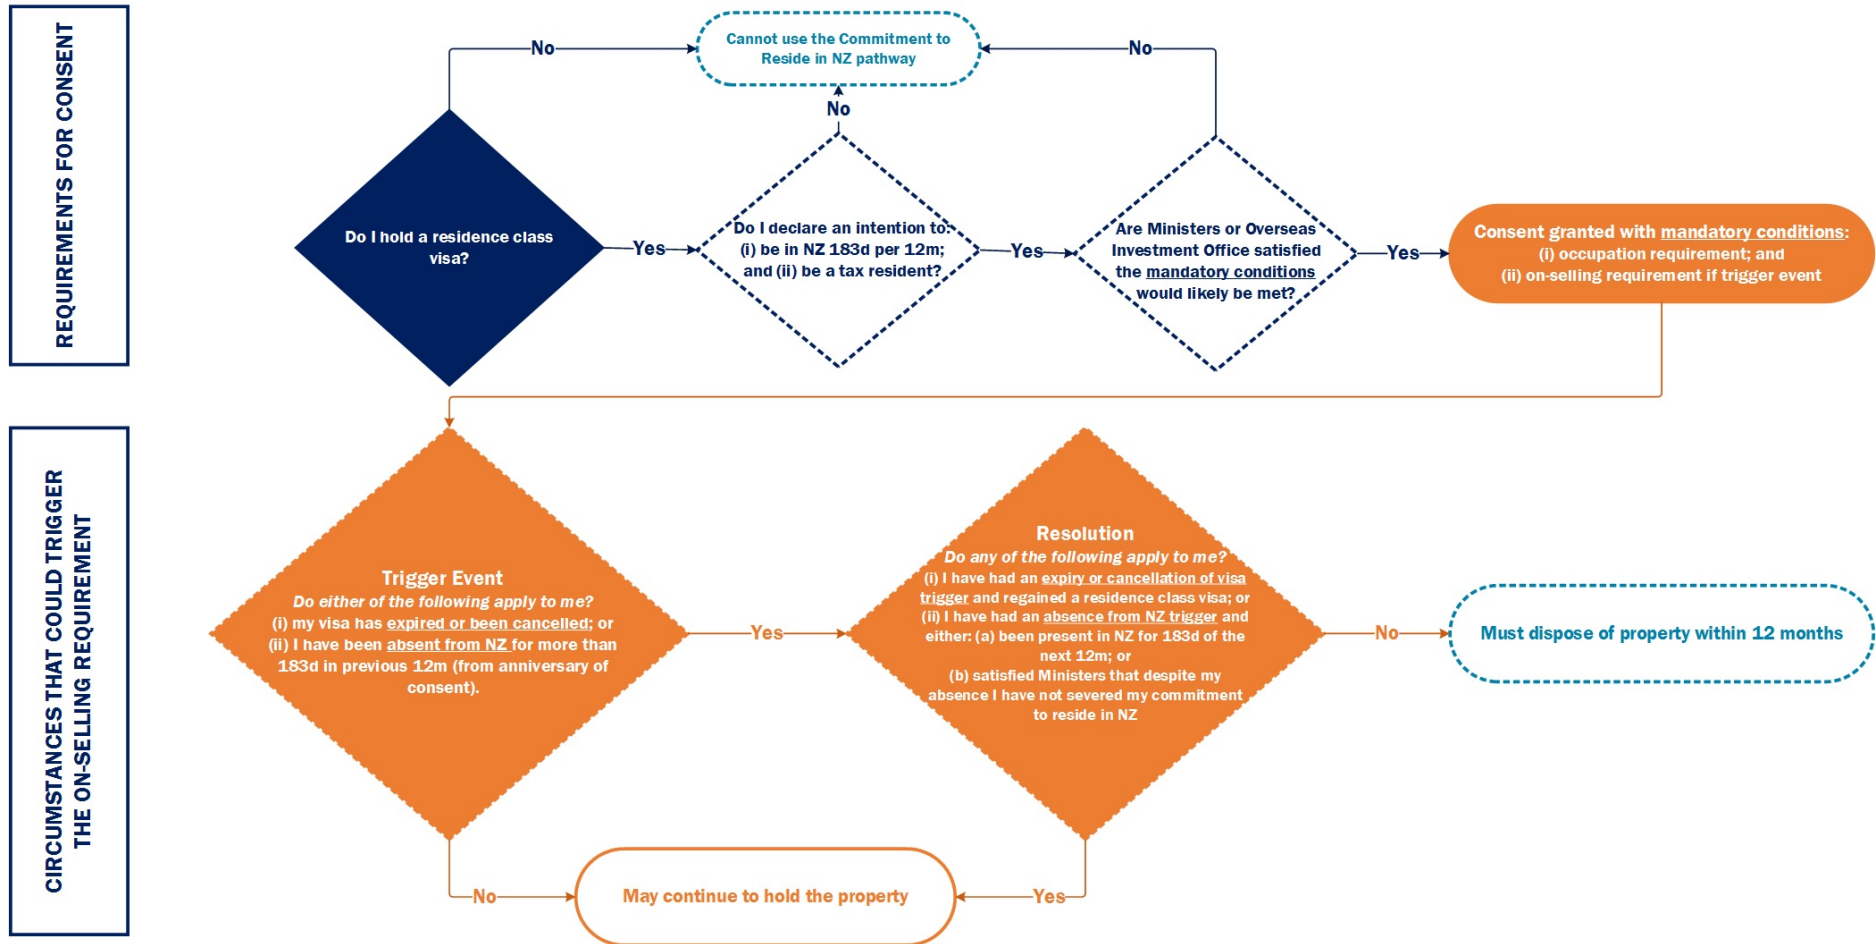 REQUIREMENTS FOR CONSENT
No
Cannot use the Commitment to
Reside in NZ pathway
No
No
Do I hold a residence class
visa?
Yes
Do I declare an intention to:
(i) be in NZ 183d per 12m;
and (ii) be a tax resident?
Yes
Are Ministers or Overseas
Investment Office satisfied
the mandatory conditions
would likely be met?
Yes
Consent granted with mandatory conditions:
(i) occupation requirement; and
(ii) on-selling requirement if trigger event
CIRCUMSTANCES THAT COULD TRIGGER
THE ON-SELLING REQUIREMENT
Trigger Event
Do either of the following apply to me?
(i) my visa has expired or been cancelled; or
(ii) I have been absent from NZ for more than
183d in previous 12m (from anniversary of
consent).
Yes
Resolution
Do any of the following apply to me?
(i) I have had an expiry or cancellation of visa
trigger and regained a residence class visa; or
(ii) I have had an absence from NZ trigger and
either: (a) been present in NZ for 183d of the
next 12m; or
(b) satisfied Ministers that despite my
absence I have not severed my commitment
to reside in NZ
No
Must dispose of property within 12 months
No
May continue to hold the property
Yes